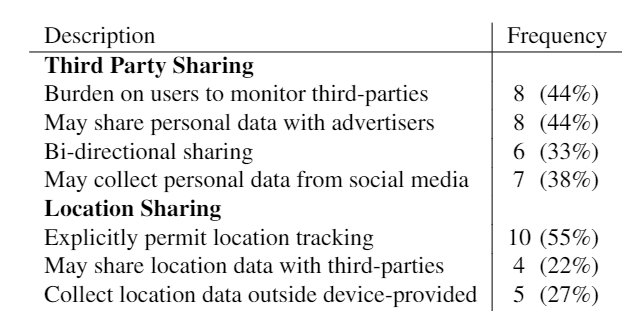 Description Frequency
Third Party Sharing
Burden on users to monitor third-parties 8 (44%)
May share personal data with advertisers 8 (44%)
Bi-directional sharing 6 (33%)
May collect personal data from social media 7 (38%)
Location Sharing
Explicitly permit location tracking 10 (55%)
May share location data with third-parties 4 (22%)
Collect location data outside device-provided 5 (27%)